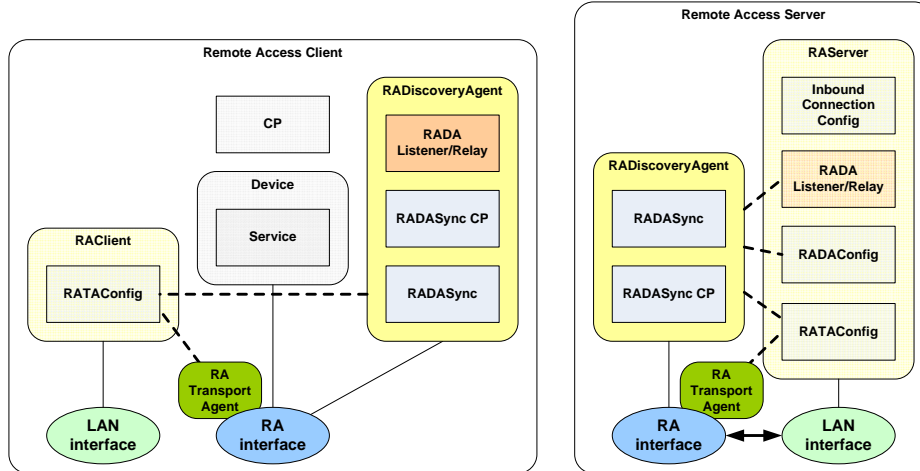 Remote Access Client
RADiscoveryAgent
CP
RADA
Listener/Relay
Device
Service
RADASync CP
RAClient
RATAConfig
RADASync
RA
Transport
Agent
LAN
interface
RA
interface
Remote Access Server
RAServer
Inbound
Connection
Config
RADiscoveryAgent
RADA
Listener/Relay
RADASync
RADAConfig
RADASync CP
RATAConfig
RA
Transport
Agent
RA
interface
LAN
interface